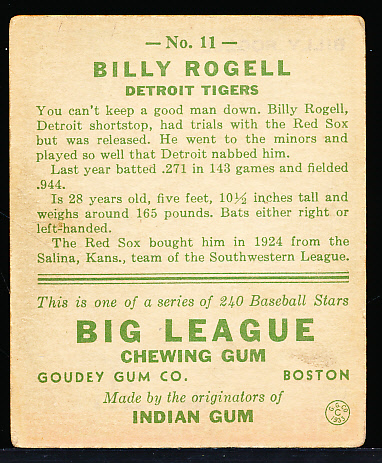 — No. 11 —
BILLY ROGELL
DETROIT TIGERS
You can't keep a good man down. Billy Rogell,
Detroit shortstop, had trials with the Red Sox
but was released. He went to the minors and
played so well that Detroit nabbed him.
Last year batted .271 in 143 games and fielded
.944.
Is 28 years old, five feet, 10½ inches tall and
weighs around 165 pounds. Bats either right or
left-handed.
The Red Sox bought him in 1924 from the
Salina, Kans., team of the Southwestern League.
This is one of a series of 240 Baseball Stars
BIG LEAGUE
CHEWING GUM
GOUDEY GUM CO. BOSTON
Made by the originators of
INDIAN GUM